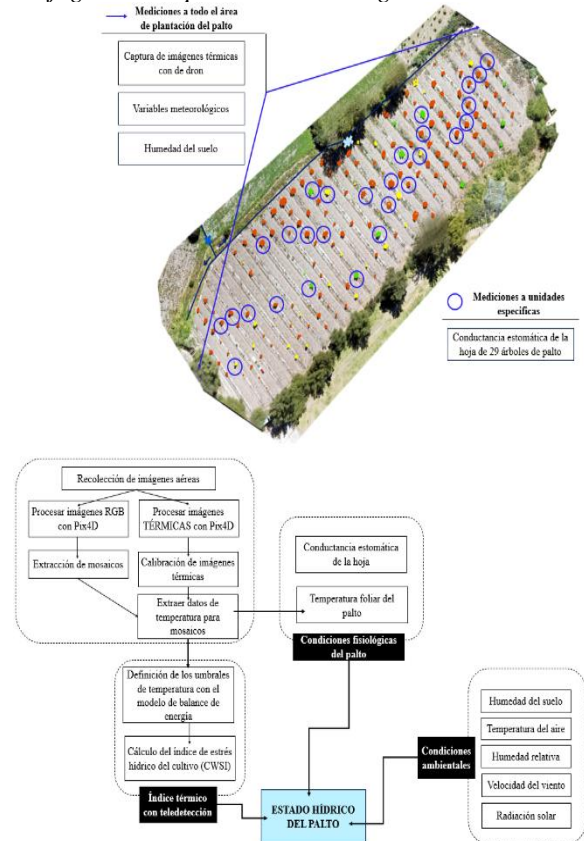 Mediciones a todo el área
de plantación del palto
Captura de imágenes térmicas
con de dron
Variables meteorológicos
Humedad del suelo
Mediciones a unidades
específicas
Conductancia estomática de la
hoja de 29 árboles de palto
Recolección de imágenes aéreas
Procesar imágenes RGB
con Pix4D
Procesar imágenes
TÉRMICAS con Pix4D
Extracción de mosaicos
Calibración de imágenes
térmicas
Extraer datos de
temperatura para
mosaicos
Conductancia estomática
de la hoja
Temperatura foliar del
palto
Condiciones fisiológicas
del palto
Definición de los umbrales
de temperatura con el
modelo de balance de
energía
Cálculo del índice de estrés
hídrico del cultivo (CWSI)
Índice térmico
con teledetección
ESTADO HÍDRICO
DEL PALTO
Condiciones
ambientales
Humedad del suelo
Temperatura del aire
Humedad relativa
Velocidad del viento
Radiación solar